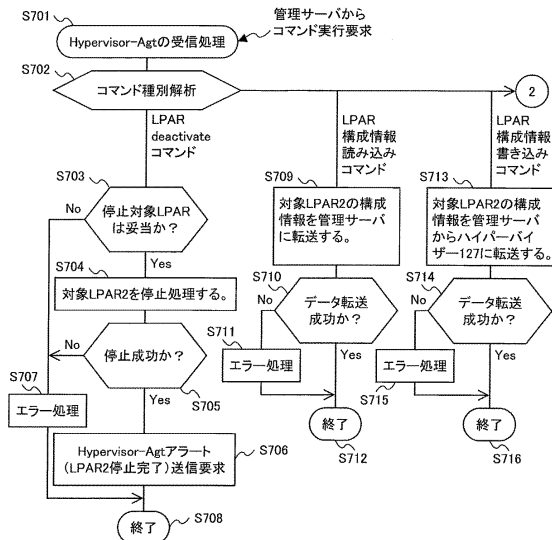 S701
管理サーバから
コマンド実行要求
Hypervisor-Agtの受信処理
S702
コマンド種別解析
2
LPAR
deactivate
コマンド
LPAR
構成情報
読み込み
コマンド
LPAR
構成情報
書き込み
コマンド
S703
No
停止対象LPAR
は妥当か?
Yes
S704
対象LPAR2を停止処理する。
No
停止成功か?
S705
Yes
S707
エラー処理
Hypervisor-Agtアラート
(LPAR2停止完了)送信要求
S706
終了
S708
S709
対象LPAR2の構成
情報を管理サーバ
に転送する。
S710
No
データ転送
成功か?
S711
Yes
エラー処理
終了
S712
S713
対象LPAR2の構成
情報を管理サーバ
からハイパーバイ
ザー127に転送する。
S714
No
データ転送
成功か?
Yes
エラー処理
S715
終了
S716